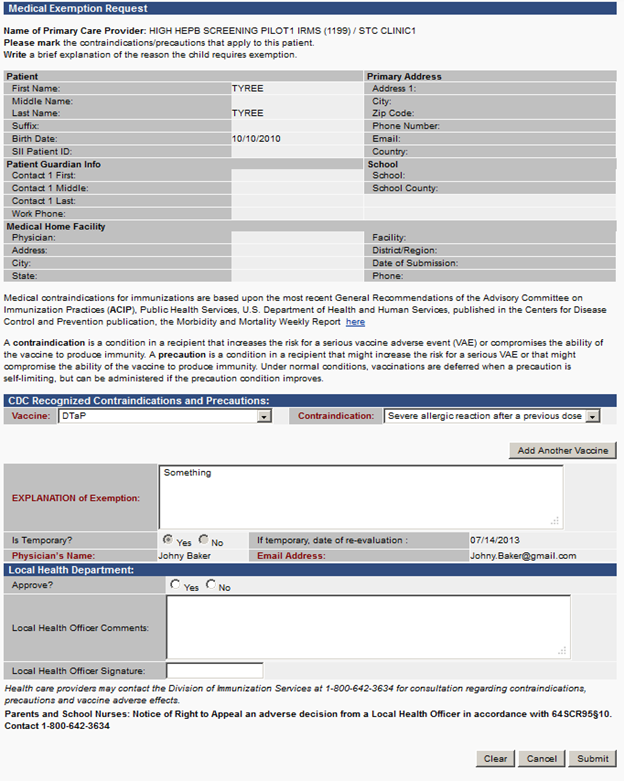 Medical Exemption Request
Name of Primary Care Provider: HIGH HEPB SCREENING PILOT1 IRMS (1199) / STC CLINIC1
Please mark the contraindications/precautions that apply to this patient.
Write a brief explanation of the reason the child requires exemption.
Patient Primary Address
First Name: TYREE Address 1:
Middle Name: City:
Last Name: TYREE Zip Code:
Suffix: Phone Number:
Birth Date: 10/10/2010 Email:
SII Patient ID: Country:
Patient Guardian Info School
Contact 1 First: School:
Contact 1 Middle: School County:
Contact 1 Last:
Work Phone:
Medical Home Facility
Physician: Facility:
Address: District/Region:
City: Date of Submission:
State: Phone:
Medical contraindications for immunizations are based upon the most recent General Recommendations of the Advisory Committee on
Immunization Practices (ACIP), Public Health Services, U.S. Department of Health and Human Services, published in the Centers for Disease
Control and Prevention publication, the Morbidity and Mortality Weekly Report here
A contraindication is a condition in a recipient that increases the risk for a serious vaccine adverse event (VAE) or compromises the ability of
the vaccine to produce immunity. A precaution is a condition in a recipient that might increase the risk for a serious VAE or that might
compromise the ability of the vaccine to produce immunity. Under normal conditions, vaccinations are deferred when a precaution is
self-limiting, but can be administered if the precaution condition improves.
CDC Recognized Contraindications and Precautions:
Vaccine: DTaP Contraindication: Severe allergic reaction after a previous dose
Add Another Vaccine
Something
EXPLANATION of Exemption:
Is Temporary? Yes No If temporary, date of re-evaluation : 07/14/2013
Physician's Name: Johny Baker Email Address: Johny.Baker@gmail.com
Local Health Department:
Approve? Yes No
Local Health Officer Comments:
Local Health Officer Signature:
Health care providers may contact the Division of Immunization Services at 1-800-642-3634 for consultation regarding contraindications,
precautions and vaccine adverse effects.
Parents and School Nurses: Notice of Right to Appeal an adverse decision from a Local Health Officer in accordance with 64SCR95§10.
Contact 1-800-642-3634
Clear Cancel Submit